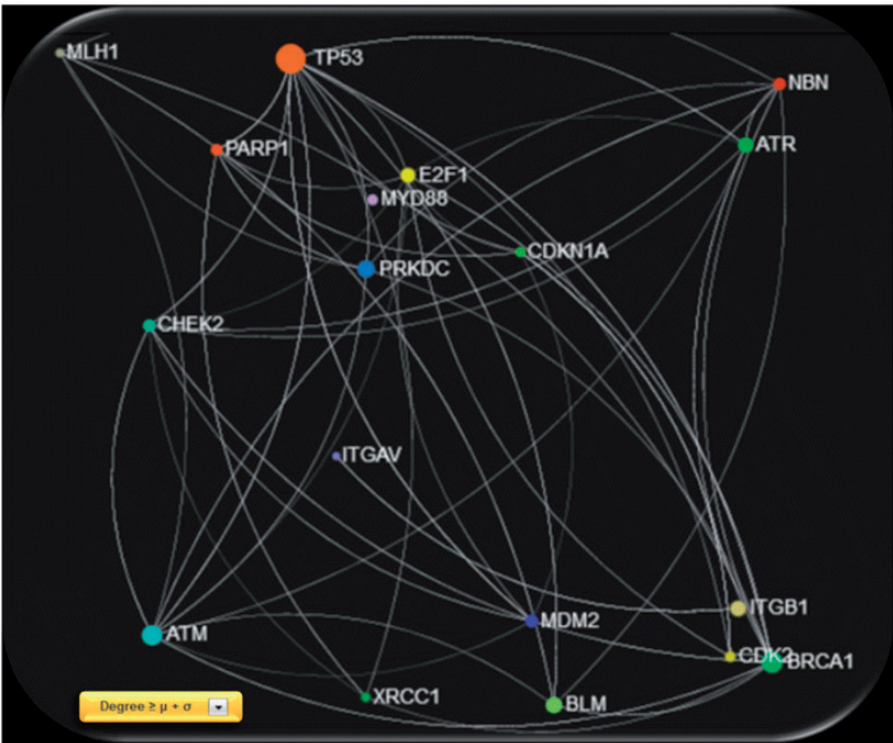 MLH1
TP53
NBN
ATR
PARP1
E2F1
MYD88
CDKN1A
PRKDC
CHEK2
ITGAV
ITGB1
MDM2
ATM
CDK2
BRCA1
XRCC1
BLM
Degree ≥ μ + σ